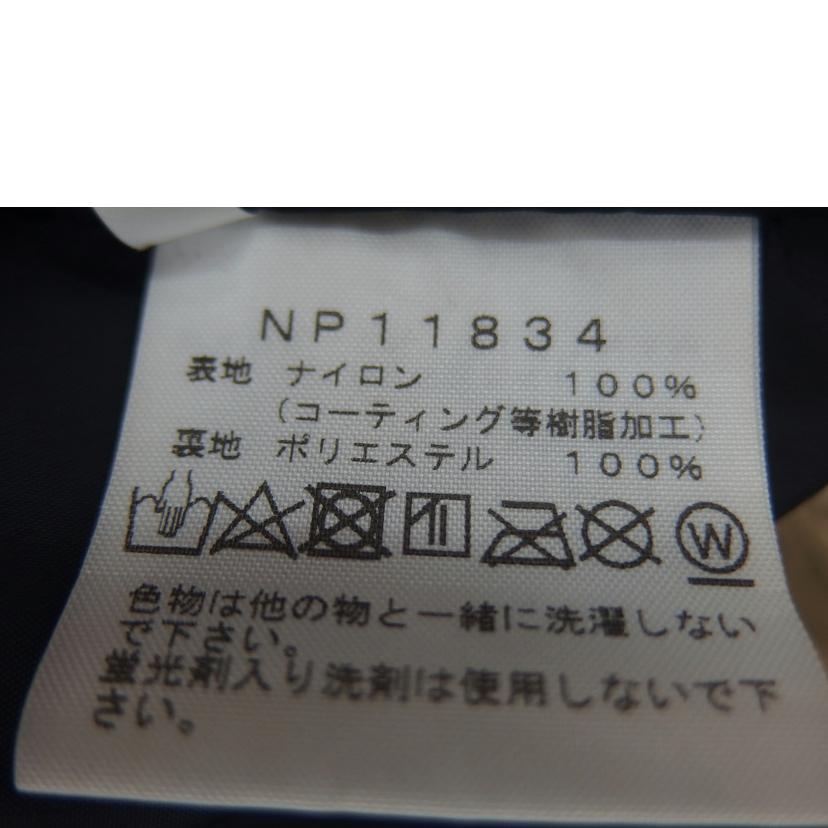 NP11834
表地 ナイロン 100%
(コーティング等樹脂加工)
裏地 ポリエステル 100%
W
色物は他の物と一緒に洗濯しない
で下さい。
蛍光剤入り洗剤は使用しないで下
さい。